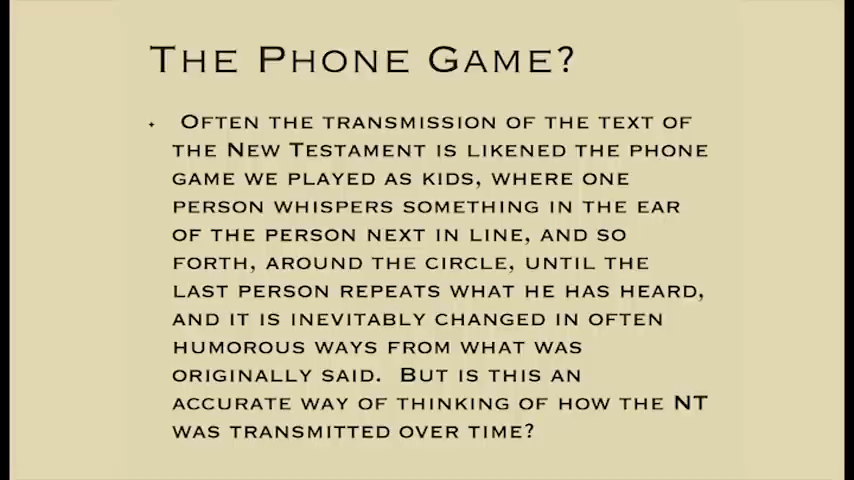 The Phone Game?
✦ Often the transmission of the text of
the New Testament is likened the phone
game we played as kids, where one
person whispers something in the ear
of the person next in line, and so
forth, around the circle, until the
last person repeats what he has heard,
and it is inevitably changed in often
humorous ways from what was
originally said. But is this an
accurate way of thinking of how the NT
was transmitted over time?